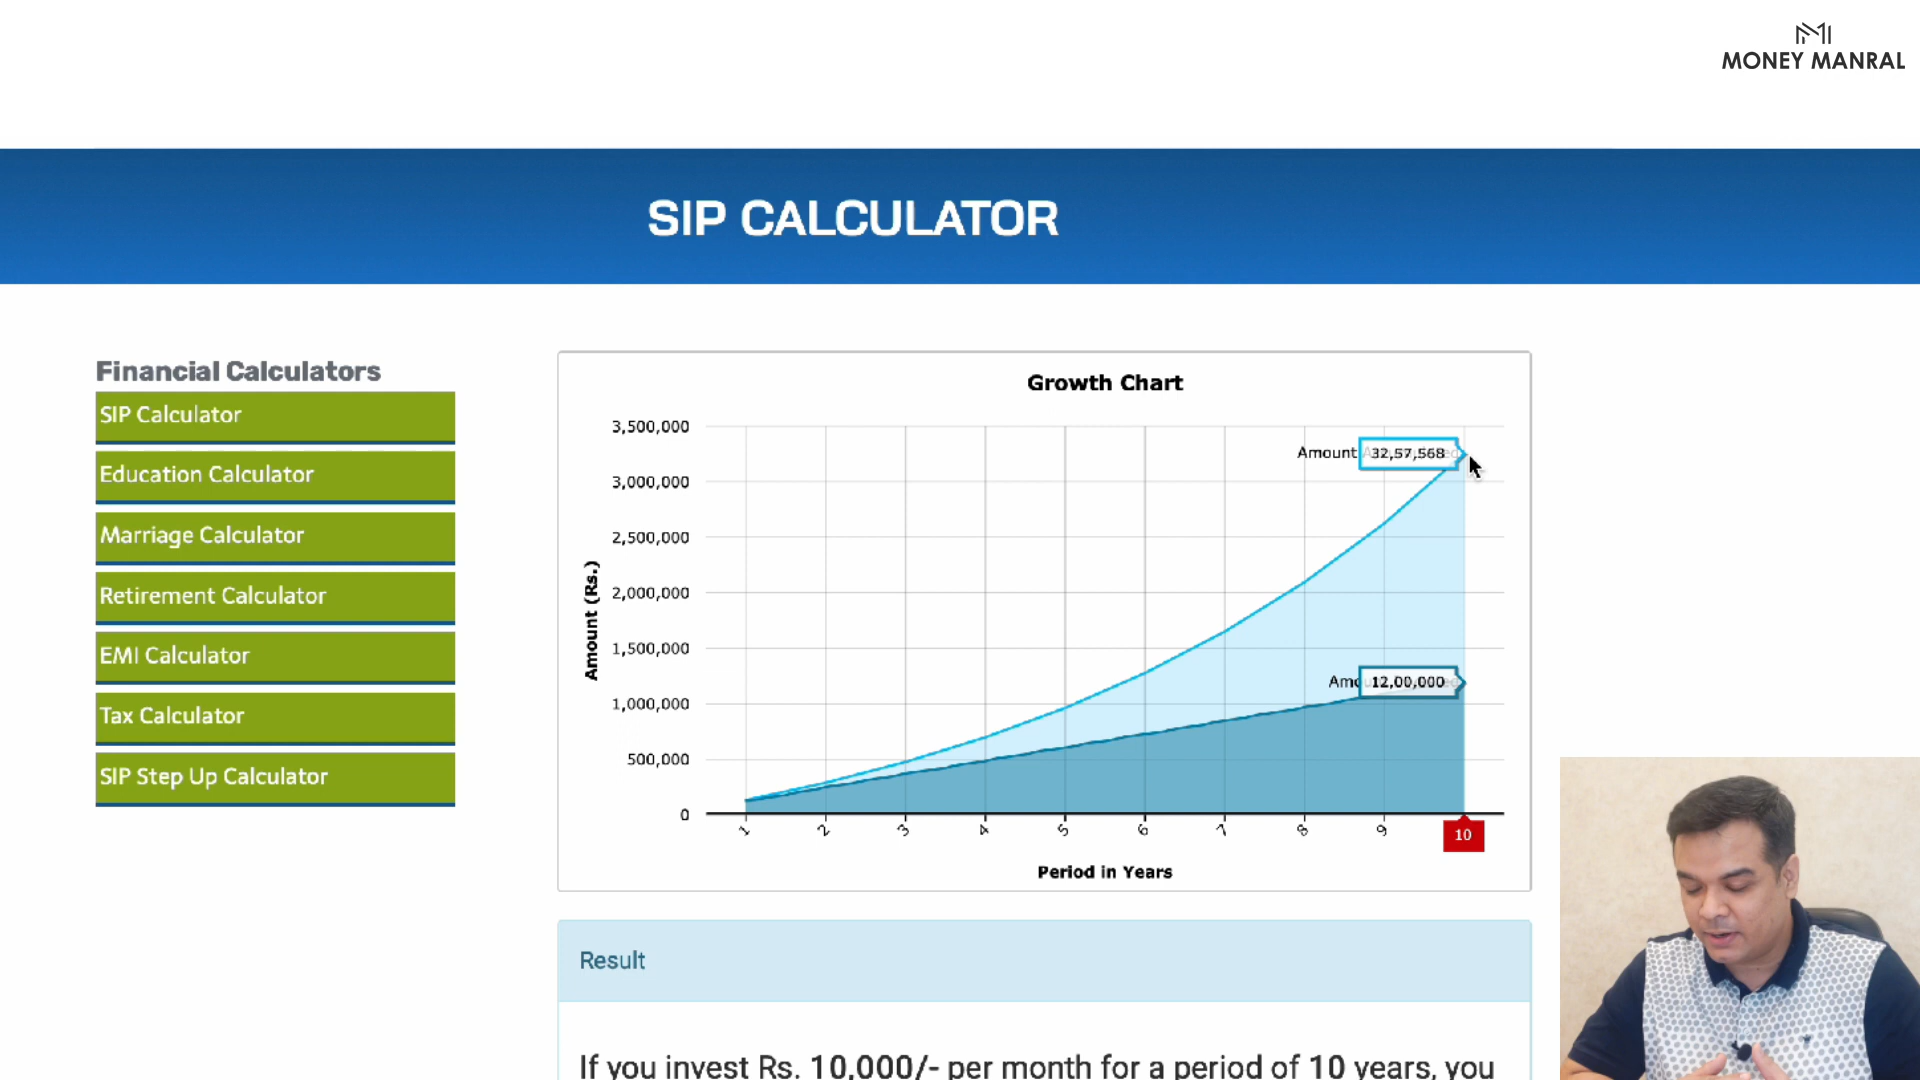 MONEY MANRAL
SIP CALCULATOR
Financial Calculators
SIP Calculator
Education Calculator
Marriage Calculator
Retirement Calculator
EMI Calculator
Tax Calculator
SIP Step Up Calculator
Growth Chart
Amount (Rs.)
3,500,000
3,000,000
2,500,000
2,000,000
1,500,000
1,000,000
500,000
0
Amount 32,57,568
12,00,000
1 2 3 4 5 6 7 8 9 10
Period in Years
Result
If you invest Rs. 10,000/- per month for a period of 10 years, you